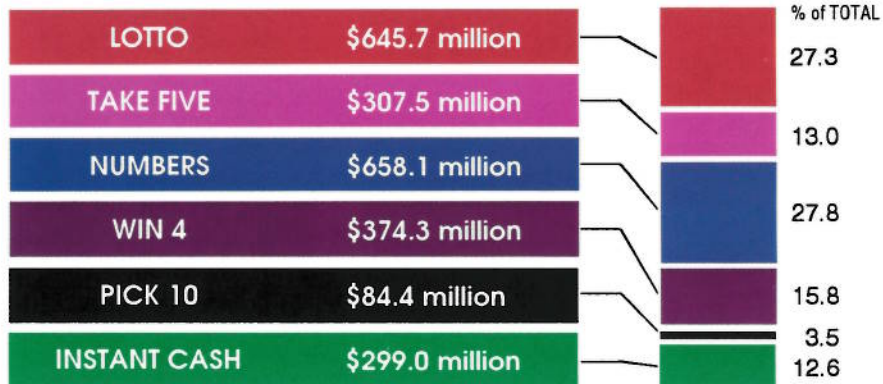 % of TOTAL
LOTTO $645.7 million 27.3
TAKE FIVE $307.5 million 13.0
NUMBERS $658.1 million 27.8
WIN 4 $374.3 million 15.8
PICK 10 $84.4 million 3.5
INSTANT CASH $299.0 million 12.6